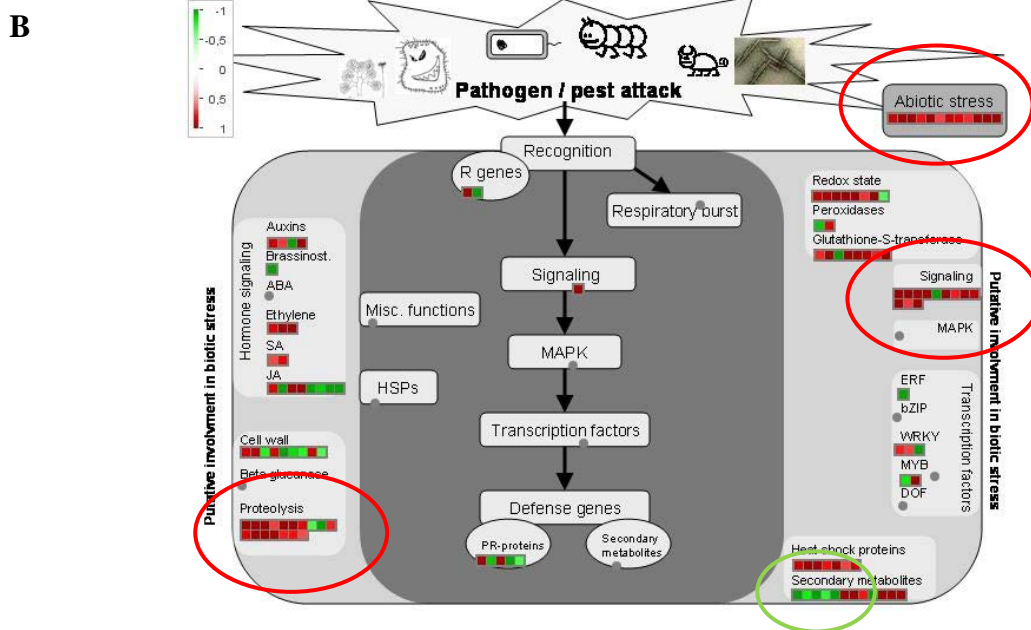 B
-1
-0,5
0
0,5
1
Pathogen / pest attack
Abiotic stress
Recognition
R genes
Respiratory burst
Redox state
Peroxidases
Glutathione-S-transferase
Hormone signaling
Auxins
Brassinost.
ABA
Ethylene
SA
JA
Signaling
Signaling
MAPK
Misc. functions
MAPK
HSPs
Putative involvment in biotic stress
Putative involvment in biotic stress
ERF
bZIP
WRKY
MYB
DOF
Transcription factors
Transcription factors
Cell wall
Beta glucanase
Proteolysis
Defense genes
PR-proteins
Secondary
metabolites
Heat shock proteins
Secondary metabolites